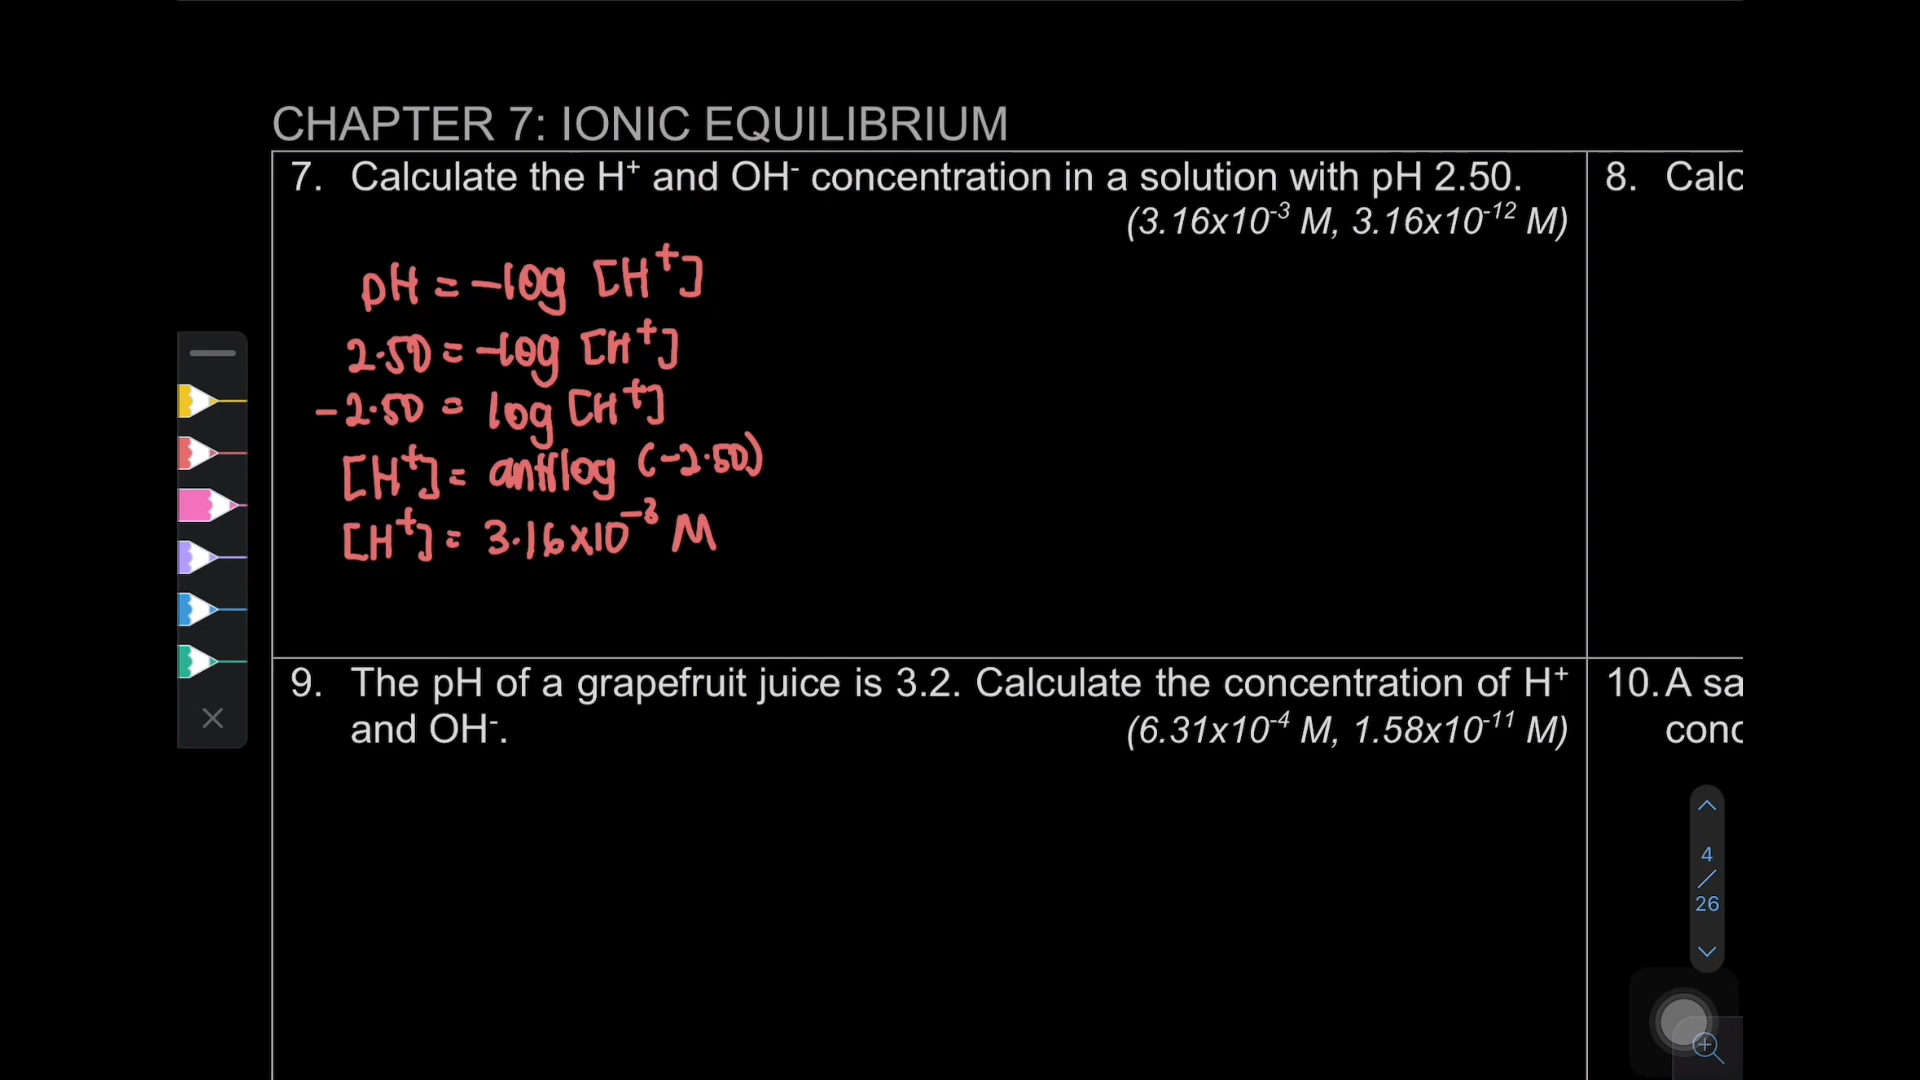 CHAPTER 7: IONIC EQUILIBRIUM
7. Calculate the H⁺ and OH⁻ concentration in a solution with pH 2.50.
(3.16x10⁻³ M, 3.16x10⁻¹² M)
pH = -log [H⁺]
2.50 = -log [H⁺]
-2.50 = log [H⁺]
[H⁺] = antilog (-2.50)
[H⁺] = 3.16x10⁻³ M
8. Calc
9. The pH of a grapefruit juice is 3.2. Calculate the concentration of H⁺
and OH⁻. (6.31x10⁻⁴ M, 1.58x10⁻¹¹ M)
10. A sa
conc
4
/
26